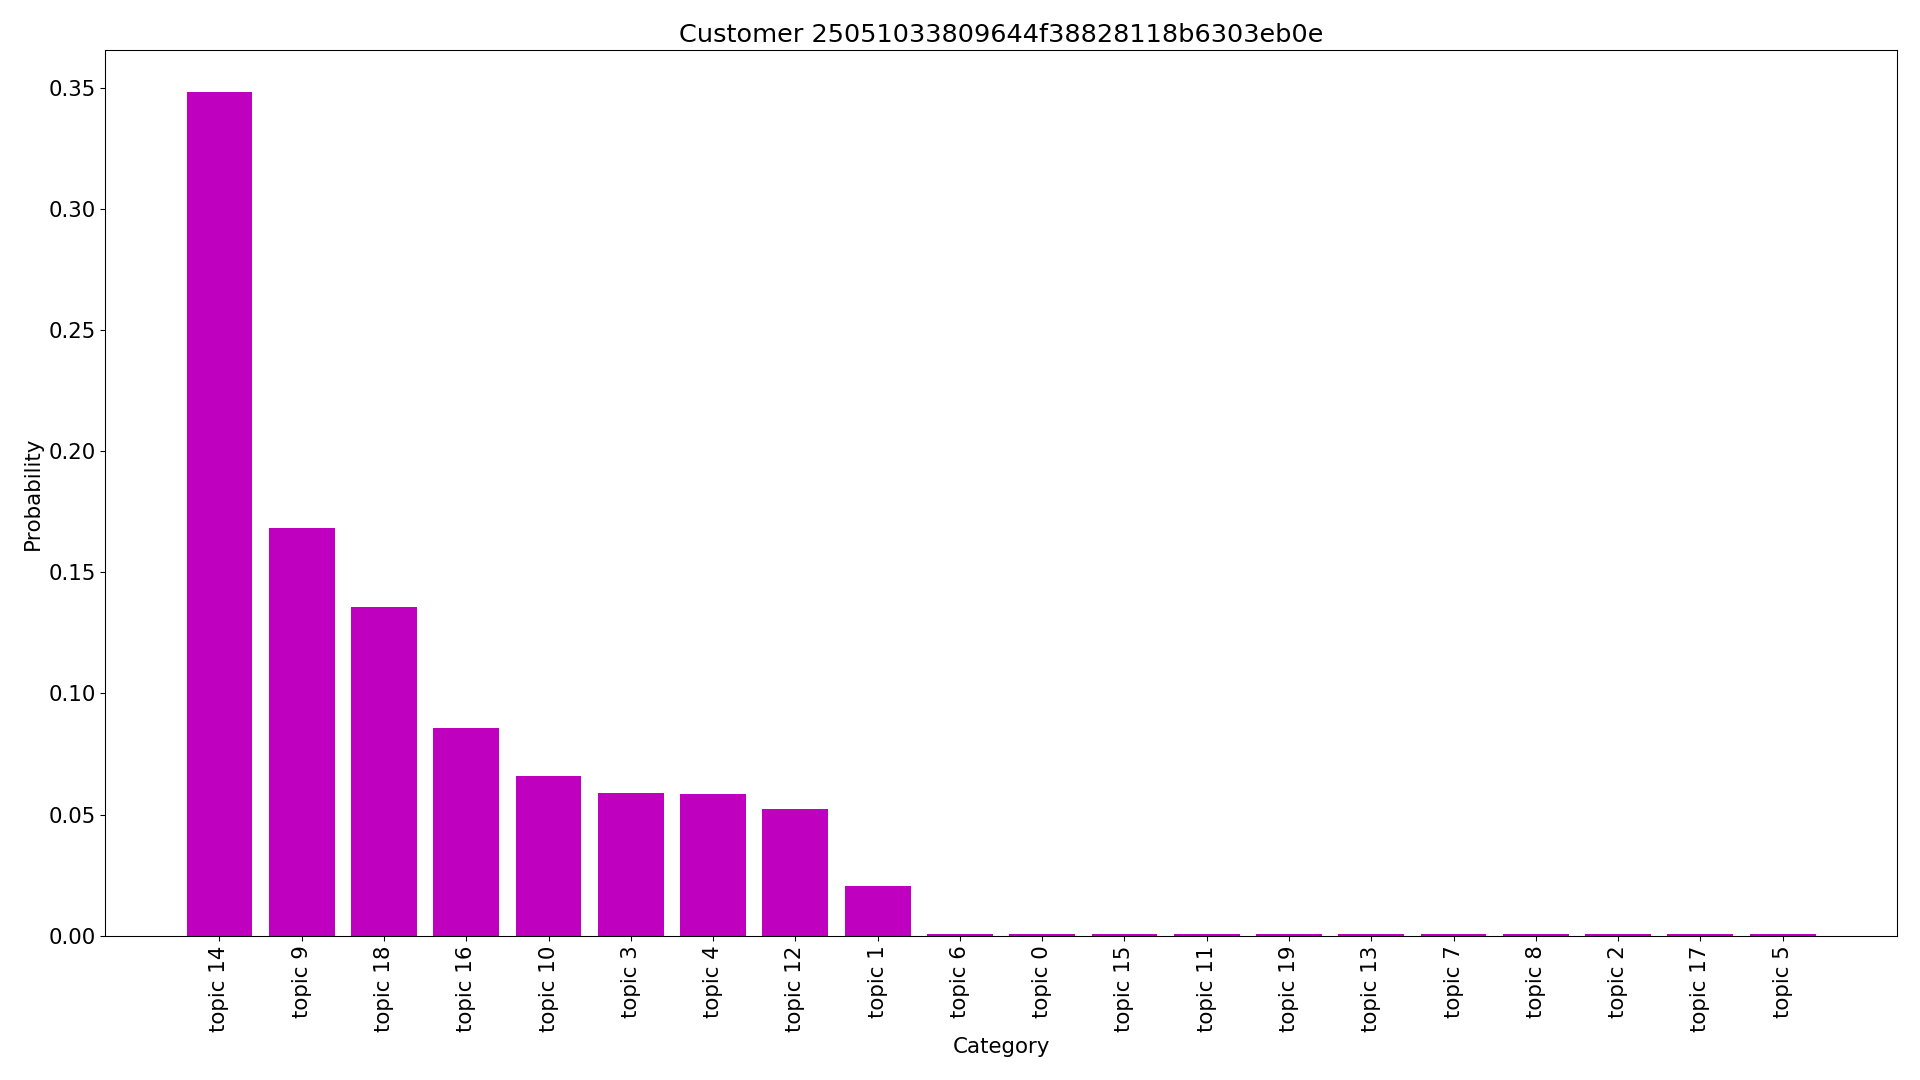 Customer 25051033809644f38828118b6303eb0e
Probability
0.35
0.30
0.25
0.20
0.15
0.10
0.05
0.00
topic 14
topic 9
topic 18
topic 16
topic 10
topic 3
topic 4
topic 12
topic 1
topic 6
topic 0
topic 15
topic 11
topic 19
topic 13
topic 7
topic 8
topic 2
topic 17
topic 5
Category